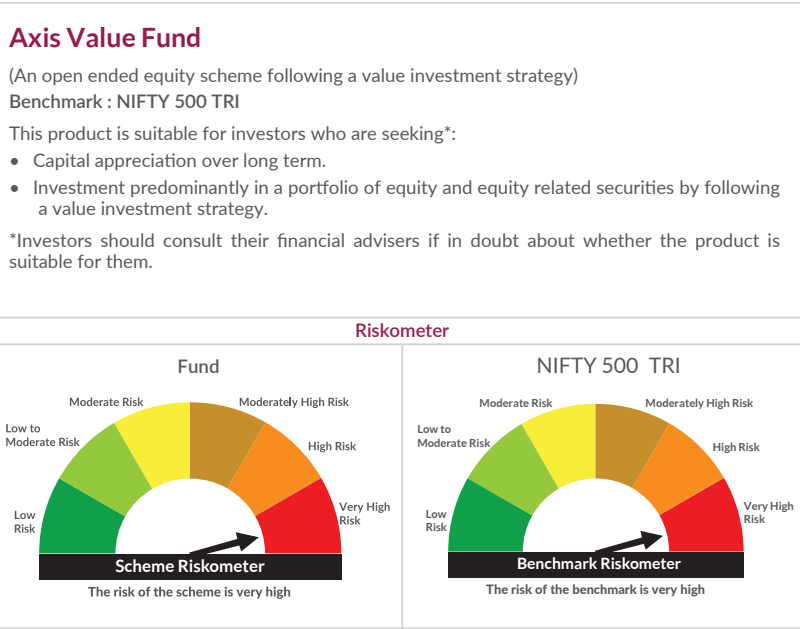 Axis Value Fund
(An open ended equity scheme following a value investment strategy)
Benchmark : NIFTY 500 TRI
This product is suitable for investors who are seeking*:
• Capital appreciation over long term.
• Investment predominantly in a portfolio of equity and equity related securities by following
a value investment strategy.
*Investors should consult their financial advisers if in doubt about whether the product is
suitable for them.
Riskometer
Fund
Moderate Risk
Moderately High Risk
Low to
Moderate Risk
High Risk
Low
Risk
Very High
Risk
Scheme Riskometer
The risk of the scheme is very high
NIFTY 500 TRI
Moderate Risk
Moderately High Risk
Low to
Moderate Risk
High Risk
Low
Risk
Very High
Risk
Benchmark Riskometer
The risk of the benchmark is very high